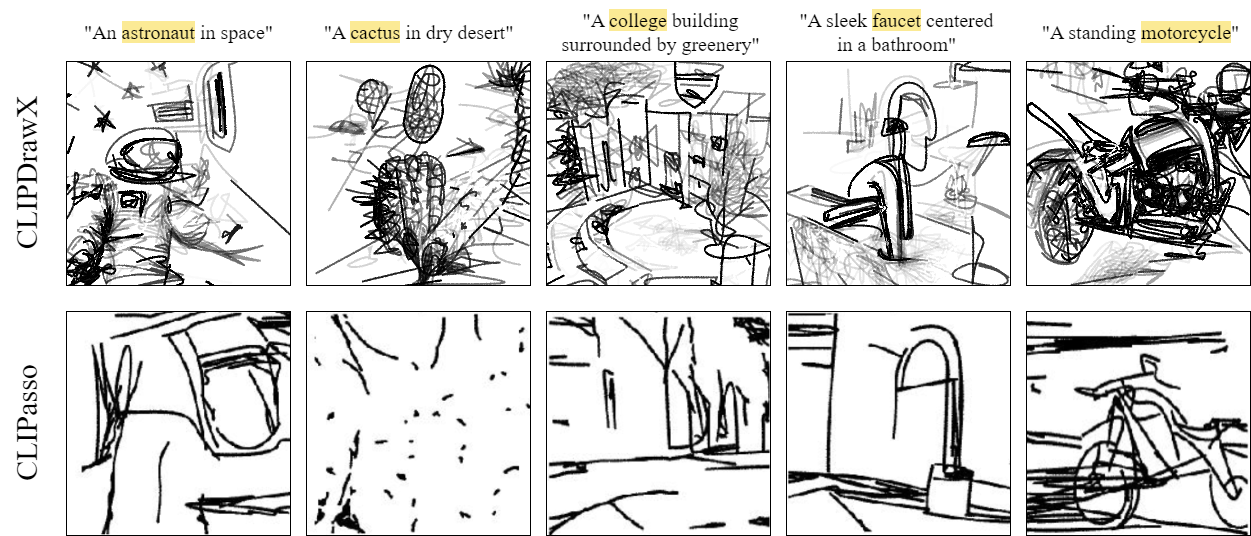 "An astronaut in space"
"A cactus in dry desert"
"A college building
surrounded by greenery"
"A sleek faucet centered
in a bathroom"
"A standing motorcycle"
CLIPDrawX
CLIPasso